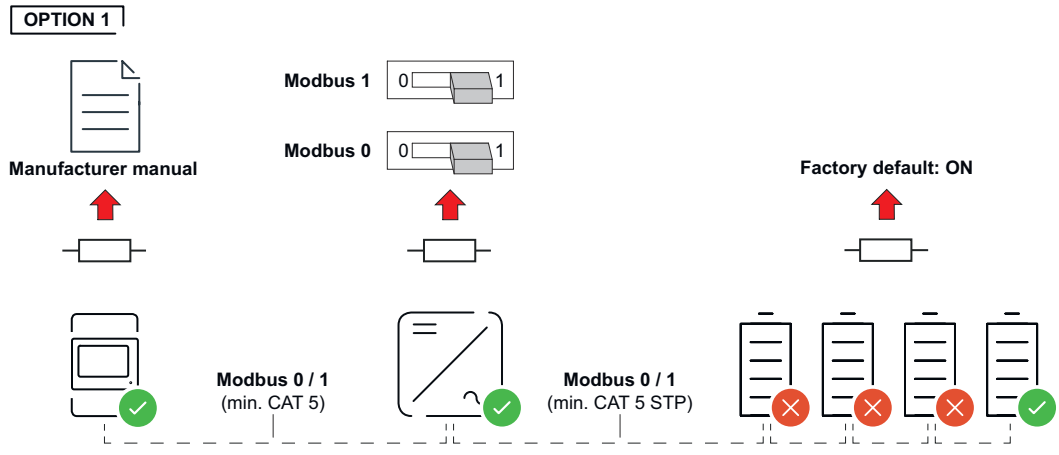 OPTION 1
Modbus 1
0 1
Modbus 0
0 1
Manufacturer manual
Factory default: ON
Modbus 0 / 1
(min. CAT 5)
Modbus 0 / 1
(min. CAT 5 STP)